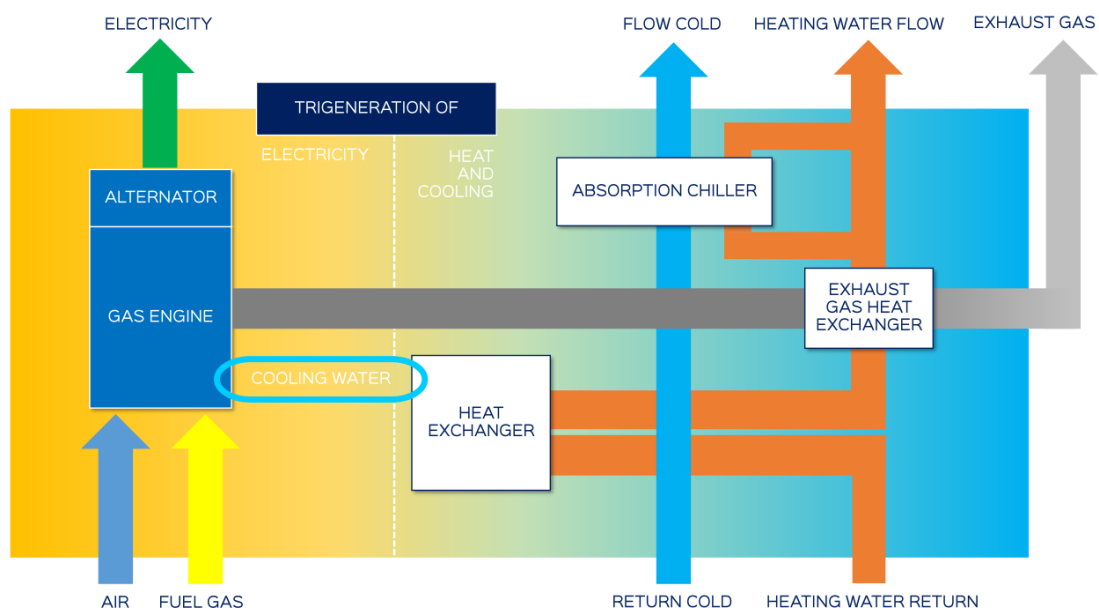 ELECTRICITY
FLOW COLD
HEATING WATER FLOW
EXHAUST GAS
TRIGENERATION OF
ELECTRICITY
HEAT
AND
COOLING
ALTERNATOR
ABSORPTION CHILLER
GAS ENGINE
EXHAUST
GAS HEAT
EXCHANGER
COOLING WATER
HEAT
EXCHANGER
AIR
FUEL GAS
RETURN COLD
HEATING WATER RETURN